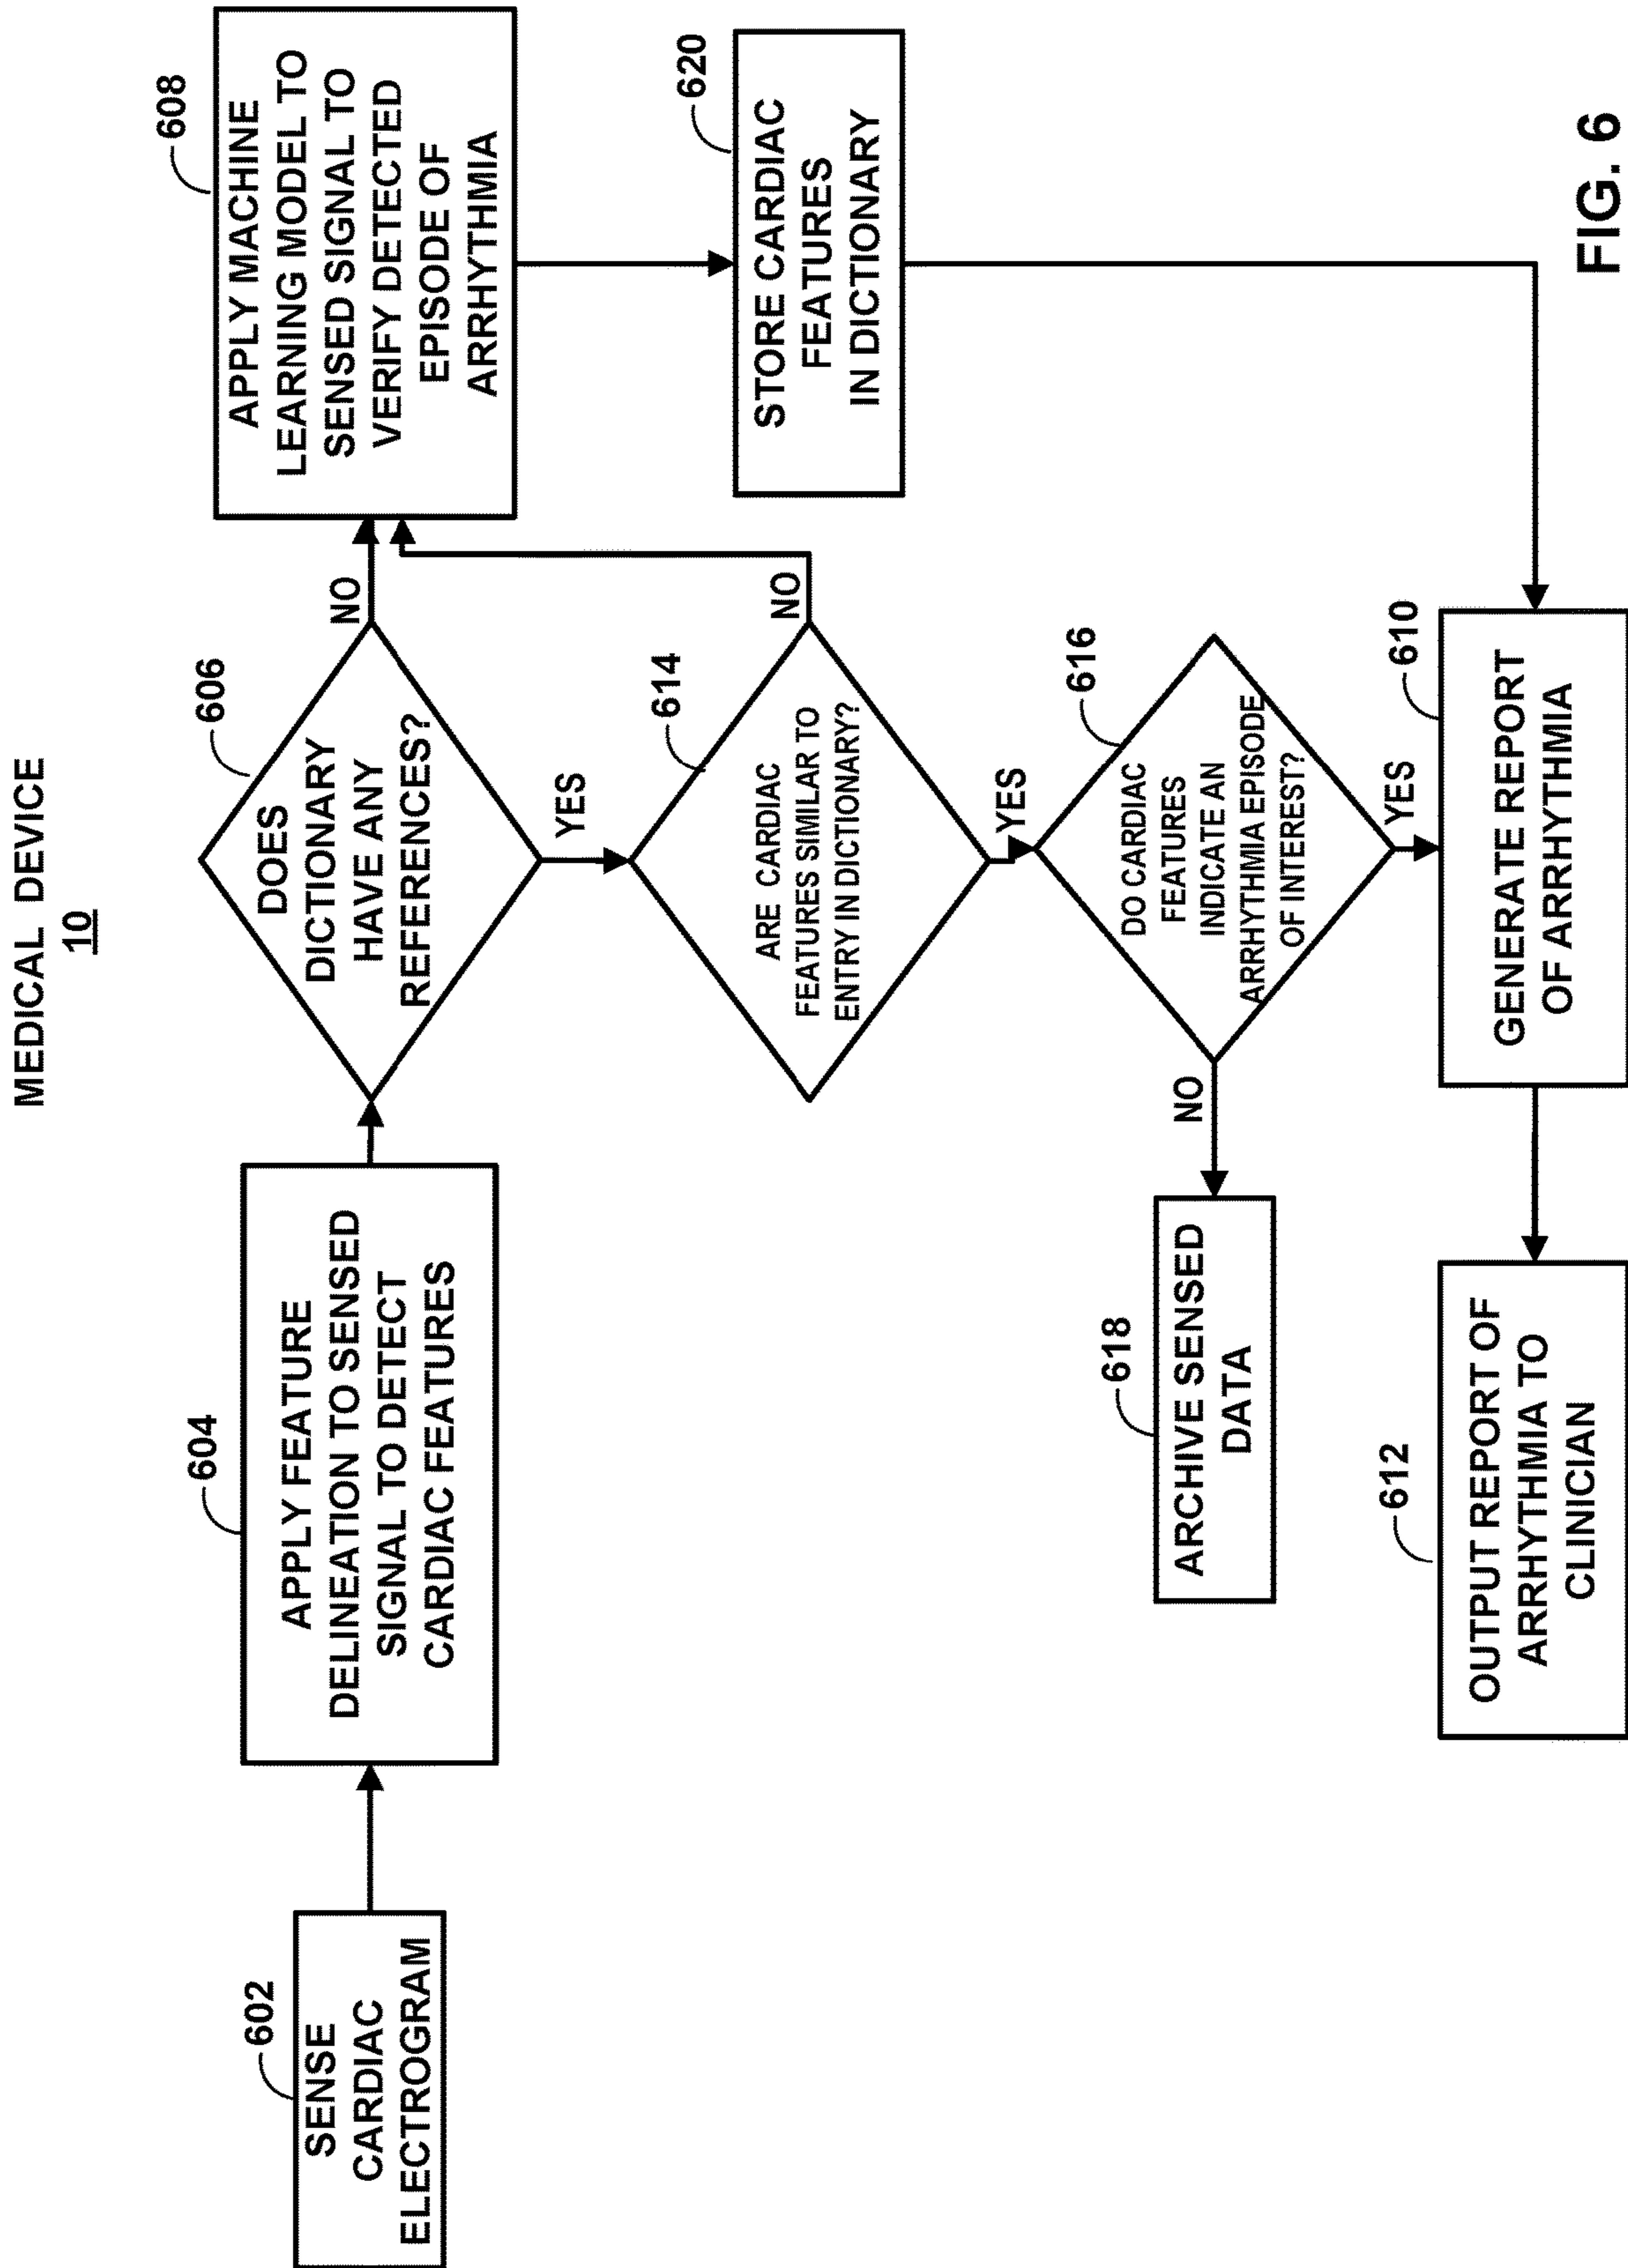 MEDICAL DEVICE
10
602
SENSE
CARDIAC
ELECTROGRAM
604
APPLY FEATURE
DELINEATION TO SENSED
SIGNAL TO DETECT
CARDIAC FEATURES
606
DOES
DICTIONARY
HAVE ANY
REFERENCES?
NO
YES
608
APPLY MACHINE
LEARNING MODEL TO
SENSED SIGNAL TO
VERIFY DETECTED
EPISODE OF
ARRHYTHMIA
614
ARE CARDIAC
FEATURES SIMILAR TO
ENTRY IN DICTIONARY?
NO
YES
620
STORE CARDIAC
FEATURES
IN DICTIONARY
616
DO CARDIAC
FEATURES
INDICATE AN
ARRHYTHMIA EPISODE
OF INTEREST?
NO
YES
618
ARCHIVE SENSED
DATA
610
GENERATE REPORT
OF ARRHYTHMIA
612
OUTPUT REPORT OF
ARRHYTHMIA TO
CLINICIAN
FIG. 6